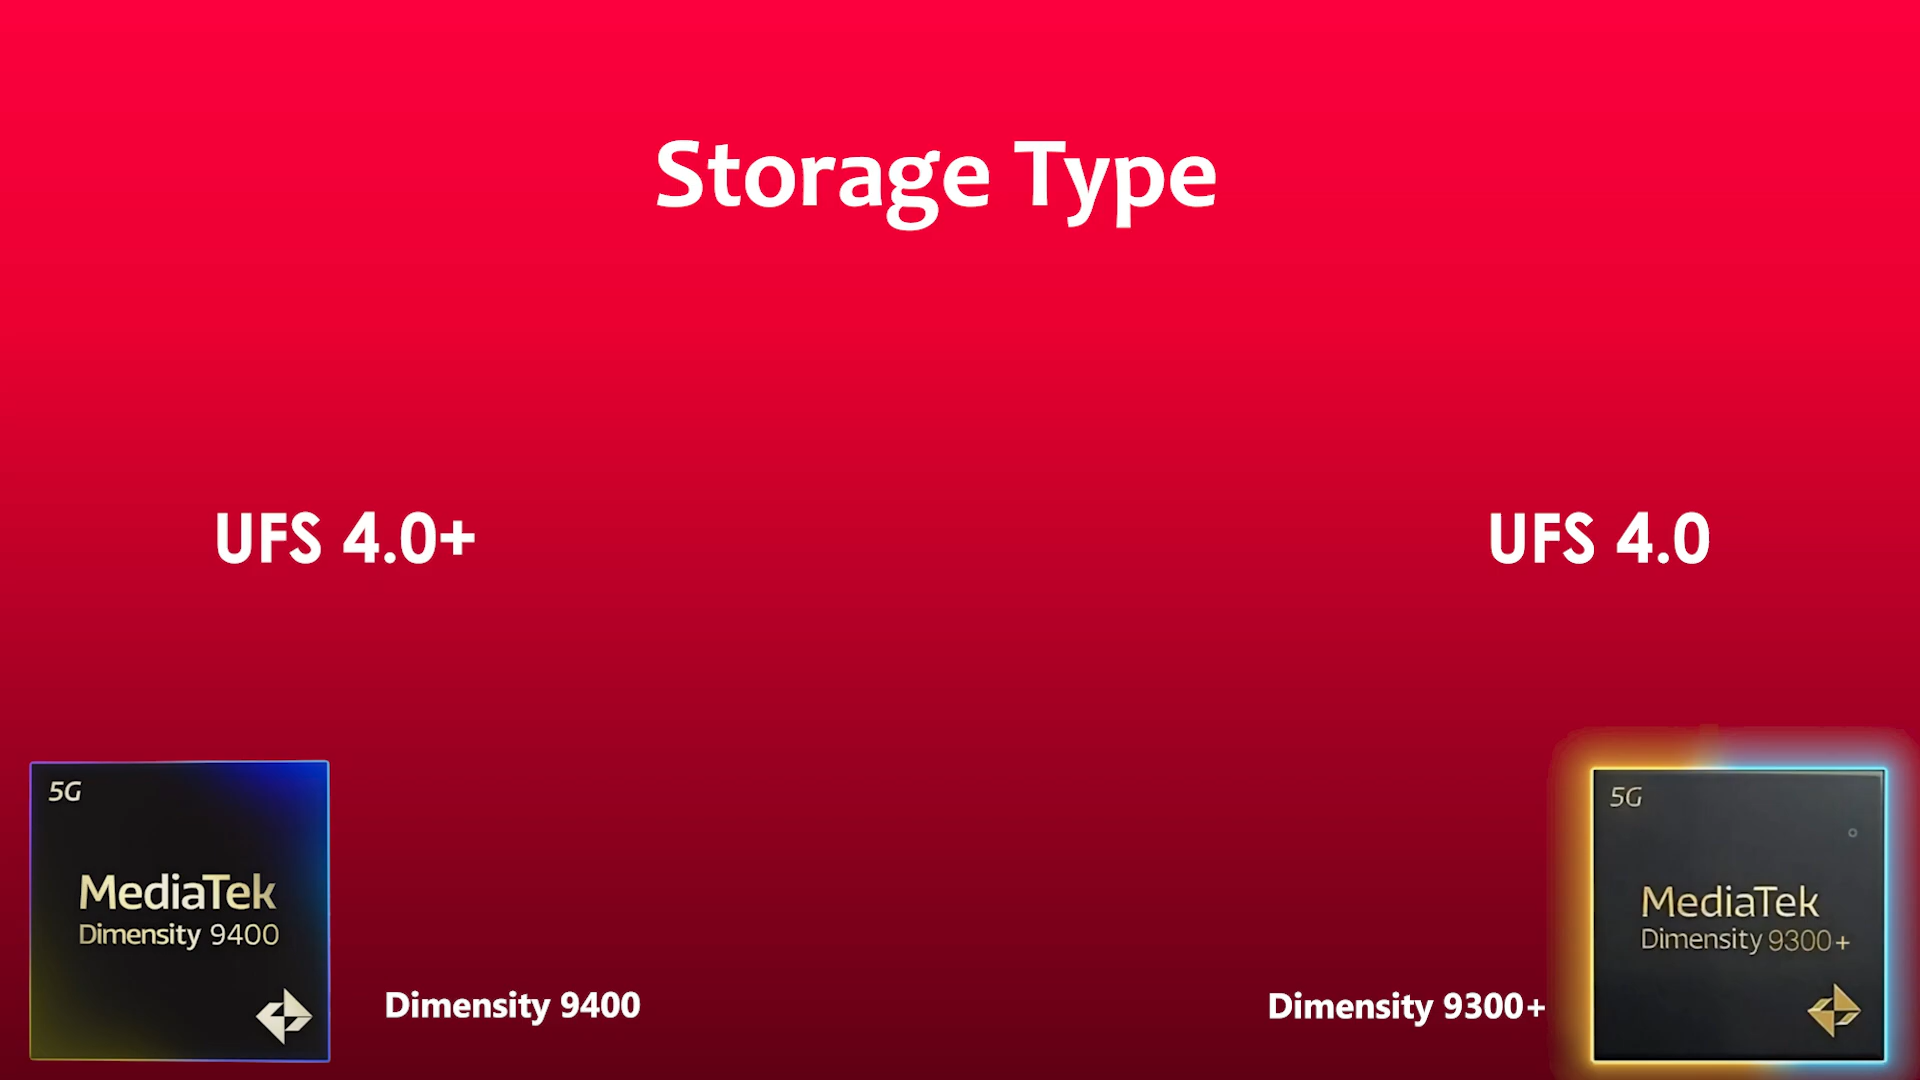 Storage Type
UFS 4.0+
UFS 4.0
5G
MediaTek
Dimensity 9400
Dimensity 9400
Dimensity 9300+
5G
MediaTek
Dimensity 9300+